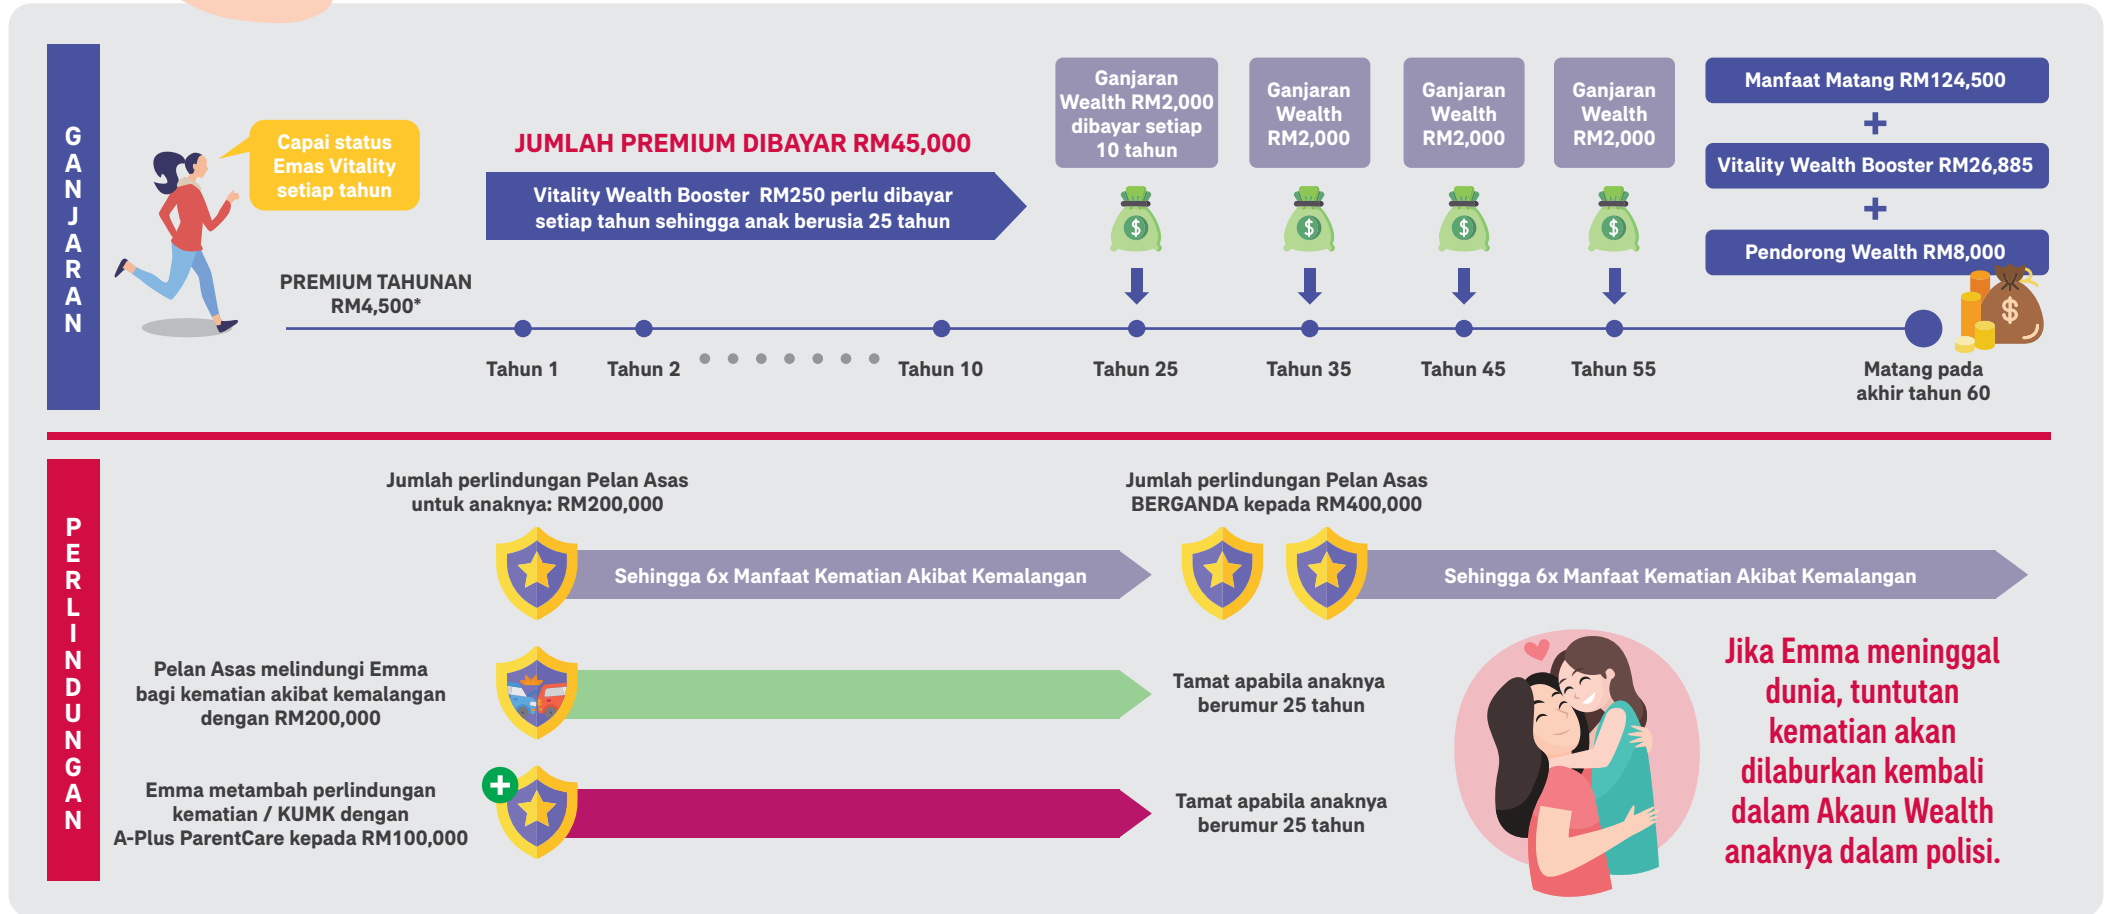 GANJARAN
Capai status
Emas Vitality
setiap tahun
PREMIUM TAHUNAN
RM4,500*
JUMLAH PREMIUM DIBAYAR RM45,000
Vitality Wealth Booster RM250 perlu dibayar
setiap tahun sehingga anak berusia 25 tahun
Ganjaran
Wealth RM2,000
dibayar setiap
10 tahun
Ganjaran
Wealth
RM2,000
Ganjaran
Wealth
RM2,000
Ganjaran
Wealth
RM2,000
Manfaat Matang RM124,500
+
Vitality Wealth Booster RM26,885
+
Pendorong Wealth RM8,000
$
$
$
$
$
Tahun 1
Tahun 2
Tahun 10
Tahun 25
Tahun 35
Tahun 45
Tahun 55
Matang pada
akhir tahun 60
PERLINDUNGAN
Jumlah perlindungan Pelan Asas
untuk anaknya: RM200,000
Jumlah perlindungan Pelan Asas
BERGANDA kepada RM400,000
Sehingga 6x Manfaat Kematian Akibat Kemalangan
Sehingga 6x Manfaat Kematian Akibat Kemalangan
Pelan Asas melindungi Emma
bagi kematian akibat kemalangan
dengan RM200,000
Tamat apabila anaknya
berumur 25 tahun
Emma metambah perlindungan
kematian / KUMK dengan
A-Plus ParentCare kepada RM100,000
+
Tamat apabila anaknya
berumur 25 tahun
Jika Emma meninggal
dunia, tuntutan
kematian akan
dilaburkan kembali
dalam Akaun Wealth
anaknya dalam polisi.